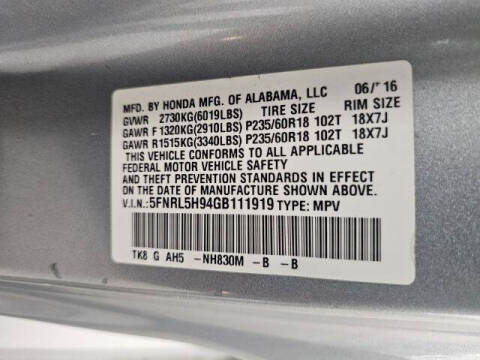 MFD. BY HONDA MFG. OF ALABAMA, LLC 06/16
GVWR 2730KG(6019LBS) TIRE SIZE RIM SIZE
GAWR F 1320KG(2910LBS) P235/60R18 102T 18X7J
GAWR R1515KG(3340LBS) P235/60R18 102T 18X7J
THIS VEHICLE CONFORMS TO ALL APPLICABLE
FEDERAL MOTOR VEHICLE SAFETY
THEFT PREVENTION STANDARDS IN EFFECT ON
THE DATE OF MANUFACTURE SHOWN ABOVE.
V.I.N.:5FNRL5H94GB111919 TYPE: MPV
TK8 G AH5 -NH830M -B -B